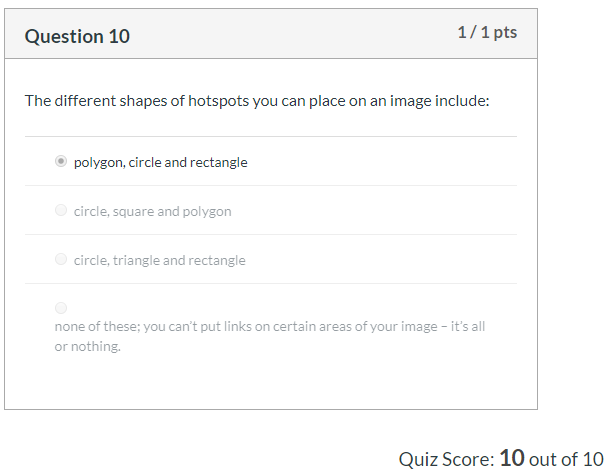 Question 10
1 / 1 pts
The different shapes of hotspots you can place on an image include:
polygon, circle and rectangle
circle, square and polygon
circle, triangle and rectangle
none of these; you can't put links on certain areas of your image – it's all
or nothing.
Quiz Score: 10 out of 10